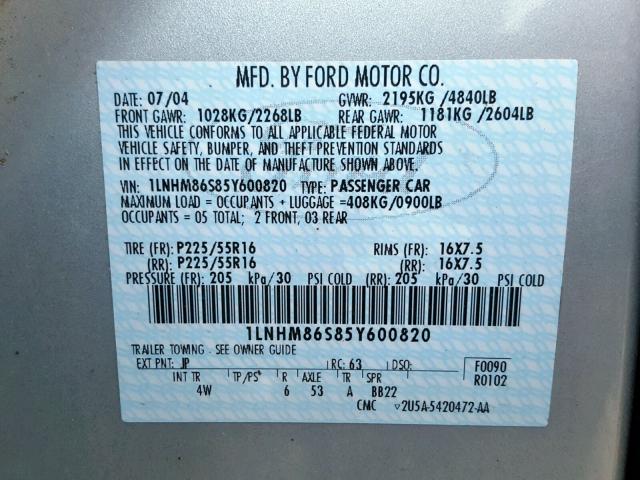 MFD. BY FORD MOTOR CO.
DATE: 07/04 GVWR: 2195KG /4840LB
FRONT GAWR: 1028KG/2268LB REAR GAWR: 1181KG /2604LB
THIS VEHICLE CONFORMS TO ALL APPLICABLE FEDERAL MOTOR
VEHICLE SAFETY, BUMPER, AND THEFT PREVENTION STANDARDS
IN EFFECT ON THE DATE OF MANUFACTURE SHOWN ABOVE.
VIN: 1LNHM86S85Y600820 TYPE: PASSENGER CAR
MAXIMUM LOAD = OCCUPANTS + LUGGAGE =408KG/0900LB
OCCUPANTS = 05 TOTAL; 2 FRONT, 03 REAR
TIRE (FR): P225/55R16 RIMS (FR): 16X7.5
(RR): P225/55R16 (RR): 16X7.5
PRESSURE (FR): 205 kPa/30 PSI COLD (RR): 205 kPa/30 PSI COLD
1LNHM86S85Y600820
TRAILER TOWING - SEE OWNER GUIDE
EXT PNT: JP RC: 63 DSO: F0090
INT TR TP/PS R AXLE TR SPR R0102
4W 6 53 A BB22
CMC ▽2U5A-5420472-AA